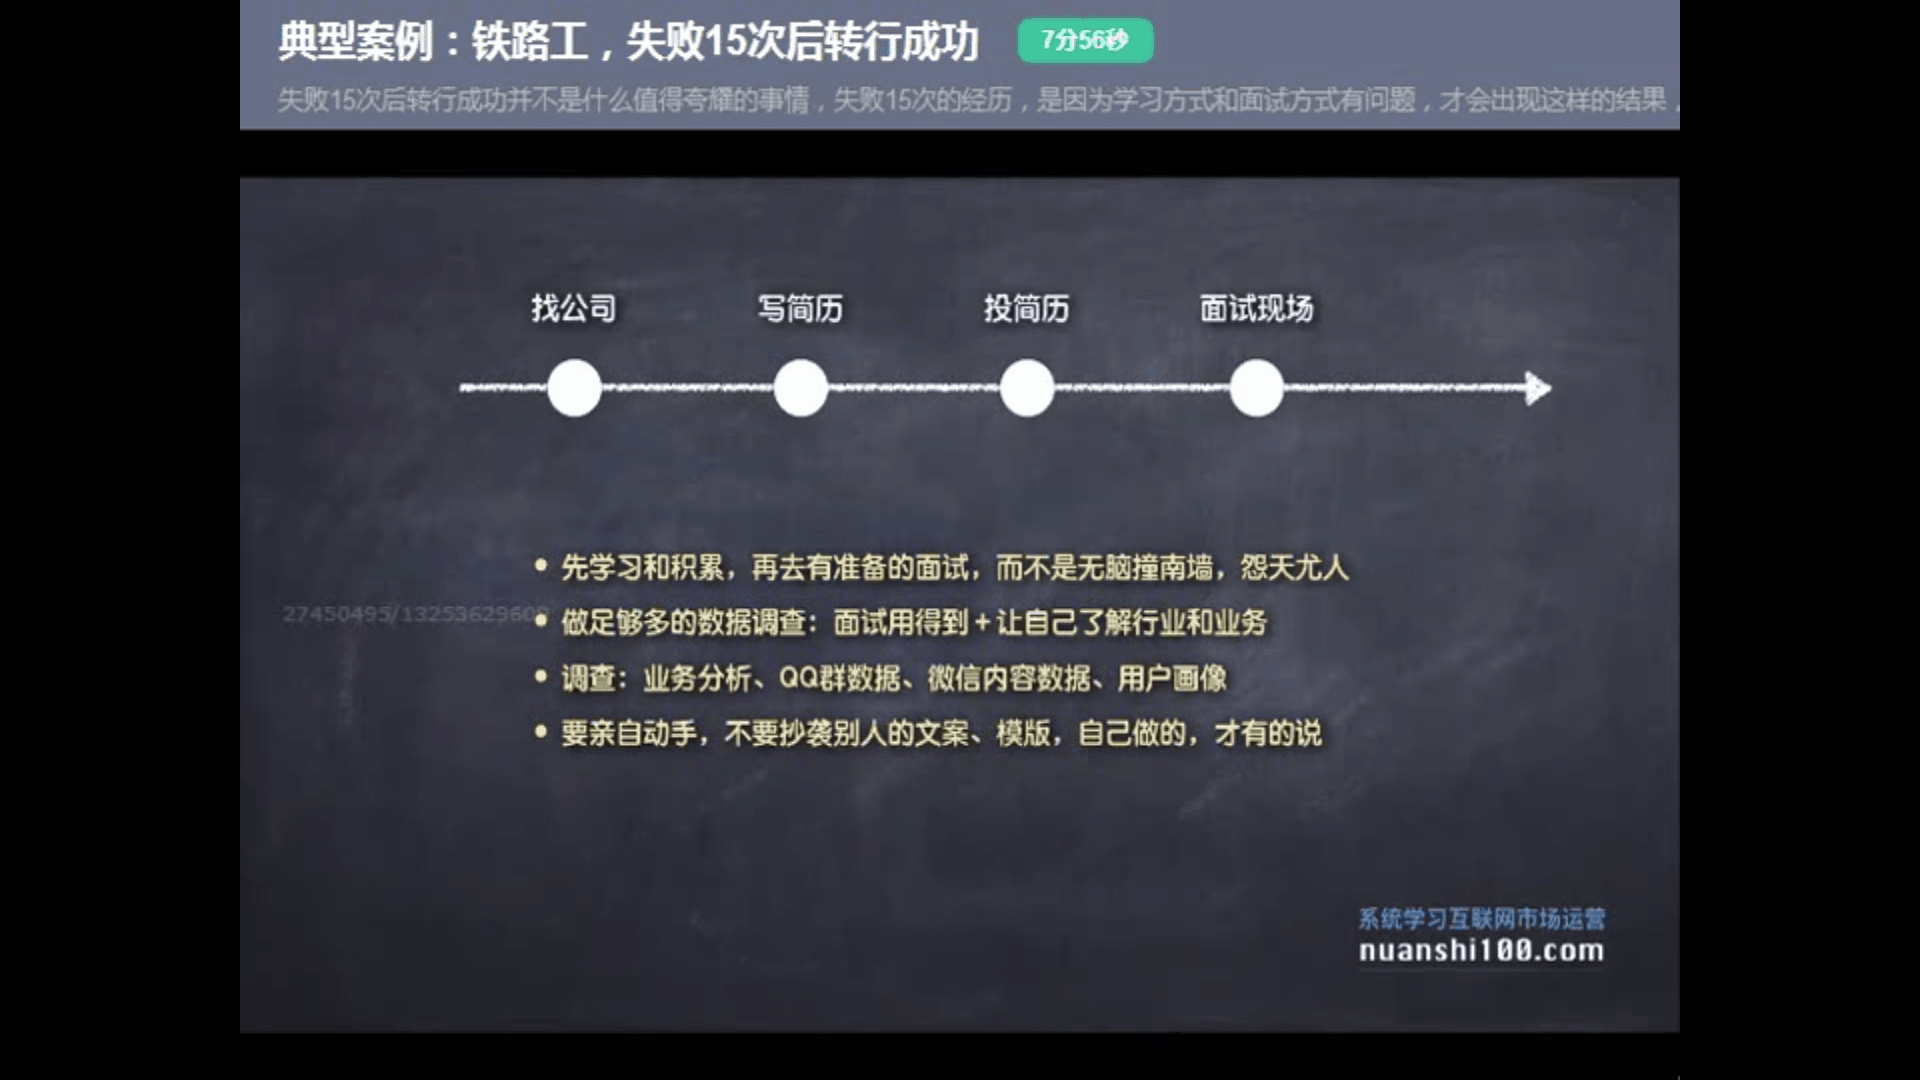 典型案例：铁路工，失败15次后转行成功 7分56秒
失败15次后转行成功并不是什么值得夸耀的事情，失败15次的经历，是因为学习方式和面试方式有问题，才会出现这样的结果，
找公司 写简历 投简历 面试现场
先学习和积累，再去有准备的面试，而不是无脑撞南墙，怨天尤人
27450495/1325362960
做足够多的数据调查：面试用得到+让自己了解行业和业务
调查：业务分析、QQ群数据、微信内容数据、用户画像
要亲自动手，不要抄袭别人的文案、模版，自己做的，才有的说
系统学习互联网市场运营
nuanshi100.com